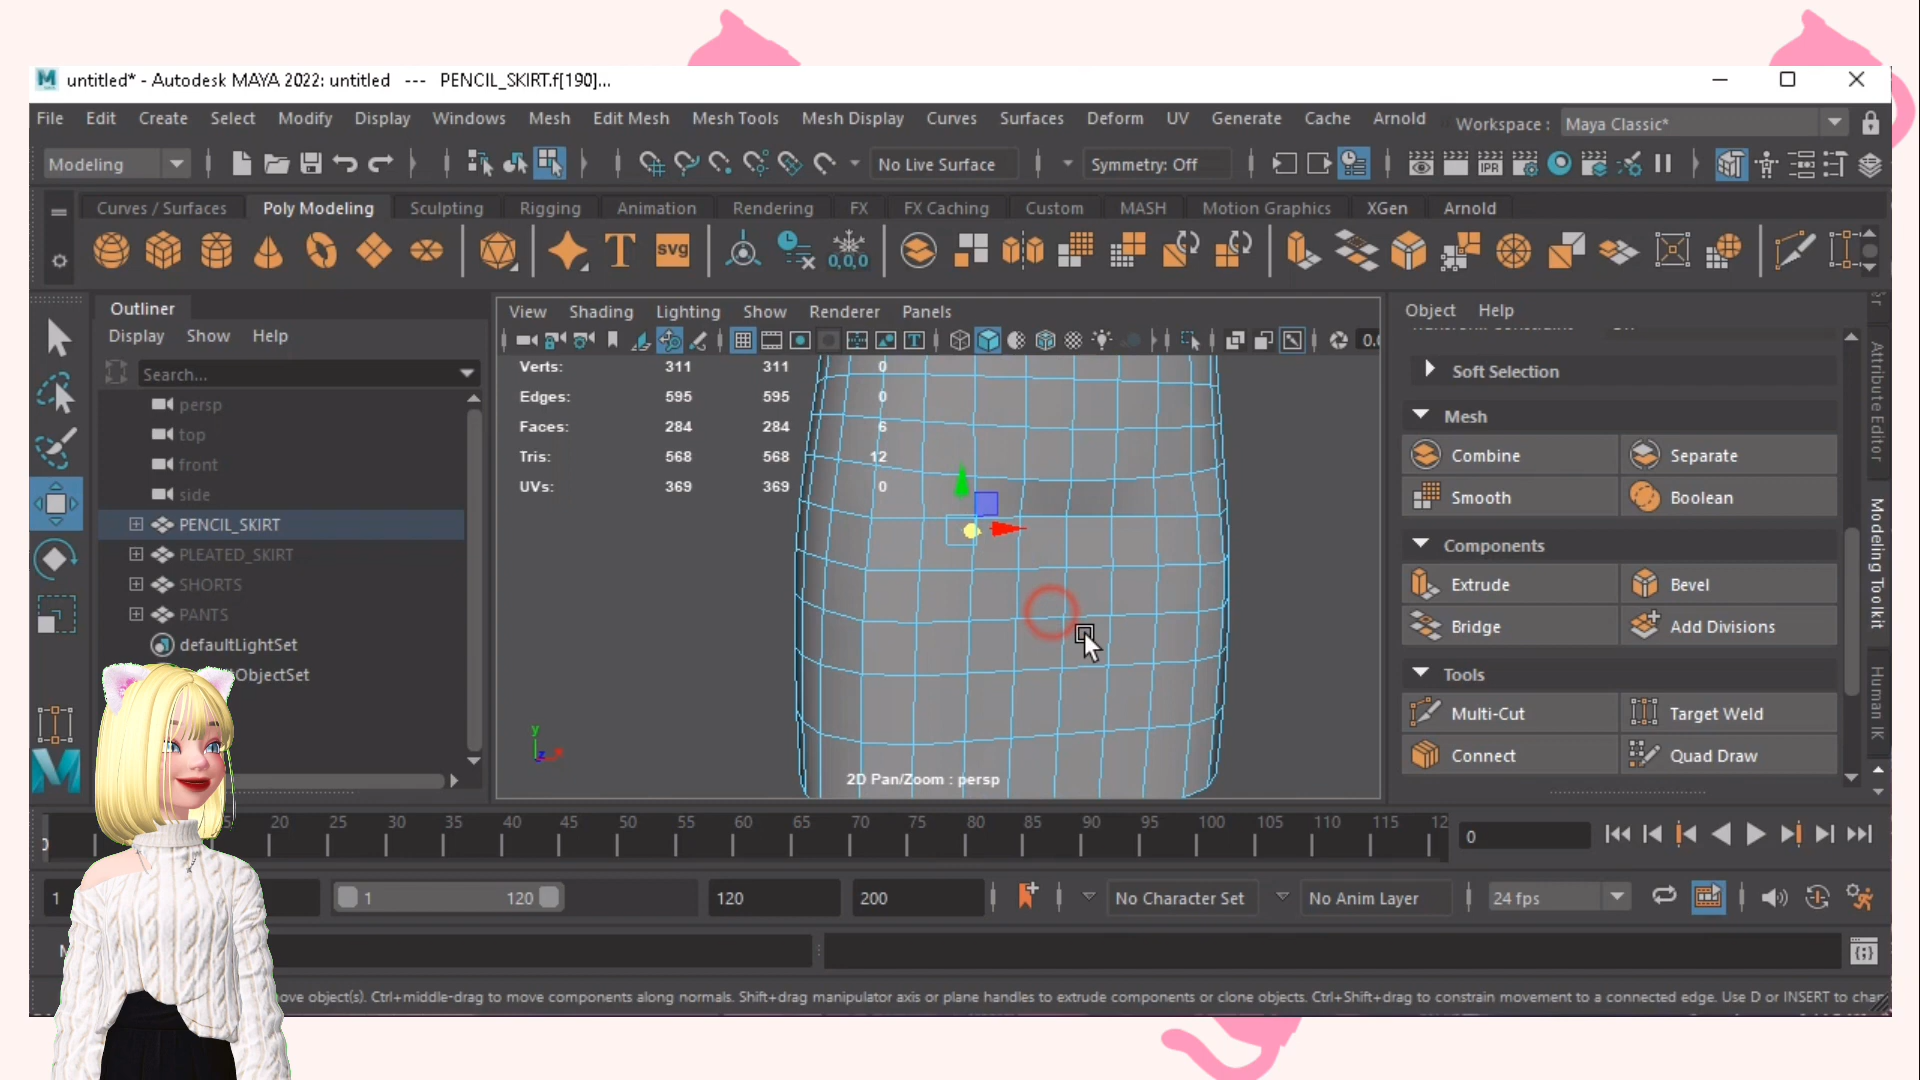 untitled* - Autodesk MAYA 2022: untitled --- PENCIL_SKIRT.f[190]...
File Edit Create Select Modify Display Windows Mesh Edit Mesh Mesh Tools Mesh Display Curves Surfaces Deform UV Generate Cache Arnold Workspace : Maya Classic*
Modeling No Live Surface Symmetry: Off IPR
Curves / Surfaces Poly Modeling Sculpting Rigging Animation Rendering FX FX Caching Custom MASH Motion Graphics XGen Arnold
T svg 0,0,0
Outliner
Display Show Help
Search...
persp
top
front
side
PENCIL_SKIRT
PLEATED_SKIRT
SHORTS
PANTS
defaultLightSet
ObjectSet
View Shading Lighting Show Renderer Panels
Verts: 311 311 0
Edges: 595 595 0
Faces: 284 284 6
Tris: 568 568 12
UVs: 369 369 0
y
2D Pan/Zoom : persp
Object Help
Soft Selection
Mesh
Combine Separate
Smooth Boolean
Components
Extrude Bevel
Bridge Add Divisions
Tools
Multi-Cut Target Weld
Connect Quad Draw
Attribute Editor
Modeling Toolkit
Human IK
20 25 30 35 40 45 50 55 60 65 70 75 80 85 90 95 100 105 110 115 12
0
1 1 120 120 200 No Character Set No Anim Layer 24 fps
ove object(s). Ctrl+middle-drag to move components along normals. Shift+drag manipulator axis or plane handles to extrude components or clone objects. Ctrl+Shift+drag to constrain movement to a connected edge. Use D or INSERT to char